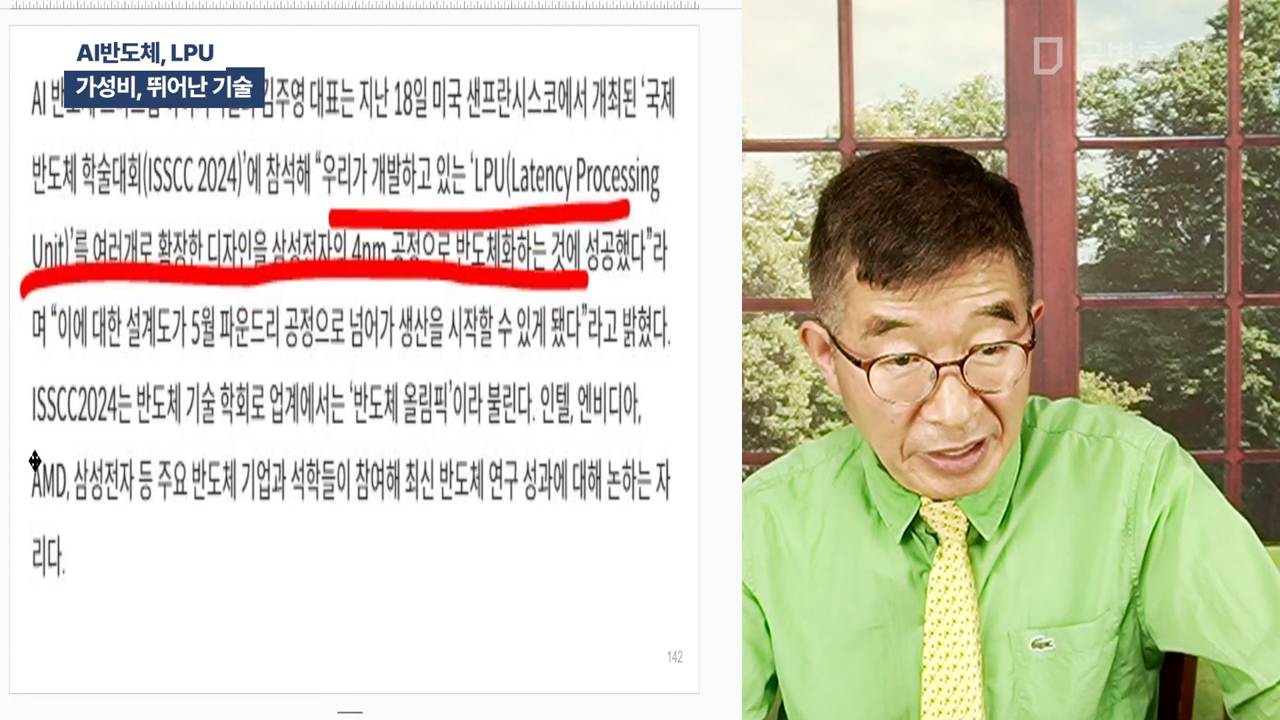 AI반도체, LPU
가성비, 뛰어난 기술
AI 김주영 대표는 지난 18일 미국 샌프란시스코에서 개최된 ‘국제
반도체 학술대회(ISSCC 2024)’에 참석해 “우리가 개발하고 있는 ‘LPU(Latency Processing
Unit)’를 여러개로 확장한 디자인을 삼성전자의 4nm 공정으로 반도체화하는 것에 성공했다”라
며 “이에 대한 설계도가 5월 파운드리 공정으로 넘어가 생산을 시작할 수 있게 됐다”라고 밝혔다.
ISSCC2024는 반도체 기술 학회로 업계에서는 ‘반도체 올림픽’이라 불린다. 인텔, 엔비디아,
AMD, 삼성전자 등 주요 반도체 기업과 석학들이 참여해 최신 반도체 연구 성과에 대해 논하는 자
리다.
142